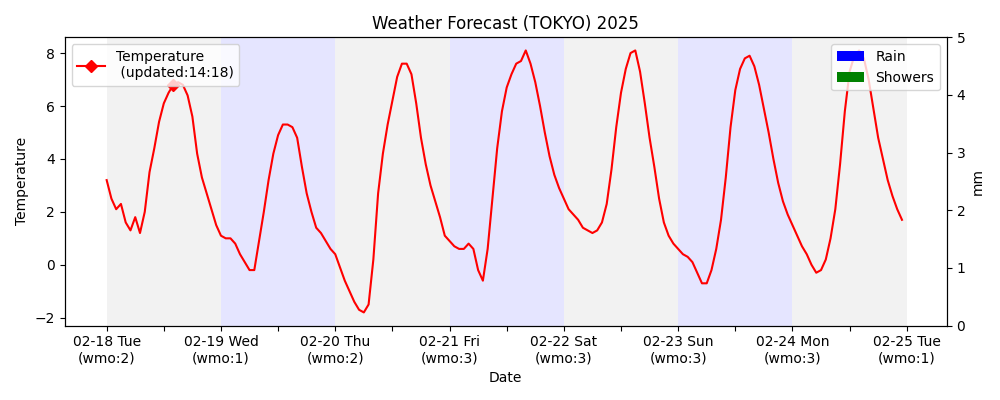 Weather Forecast (TOKYO) 2025
Temperature
(updated:14:18)
Rain
Showers
Temperature
8
6
4
2
0
−2
5
4
3
2
1
0
mm
02-18 Tue
(wmo:2)
02-19 Wed
(wmo:1)
02-20 Thu
(wmo:2)
02-21 Fri
(wmo:3)
02-22 Sat
(wmo:3)
02-23 Sun
(wmo:3)
02-24 Mon
(wmo:3)
02-25 Tue
(wmo:1)
Date